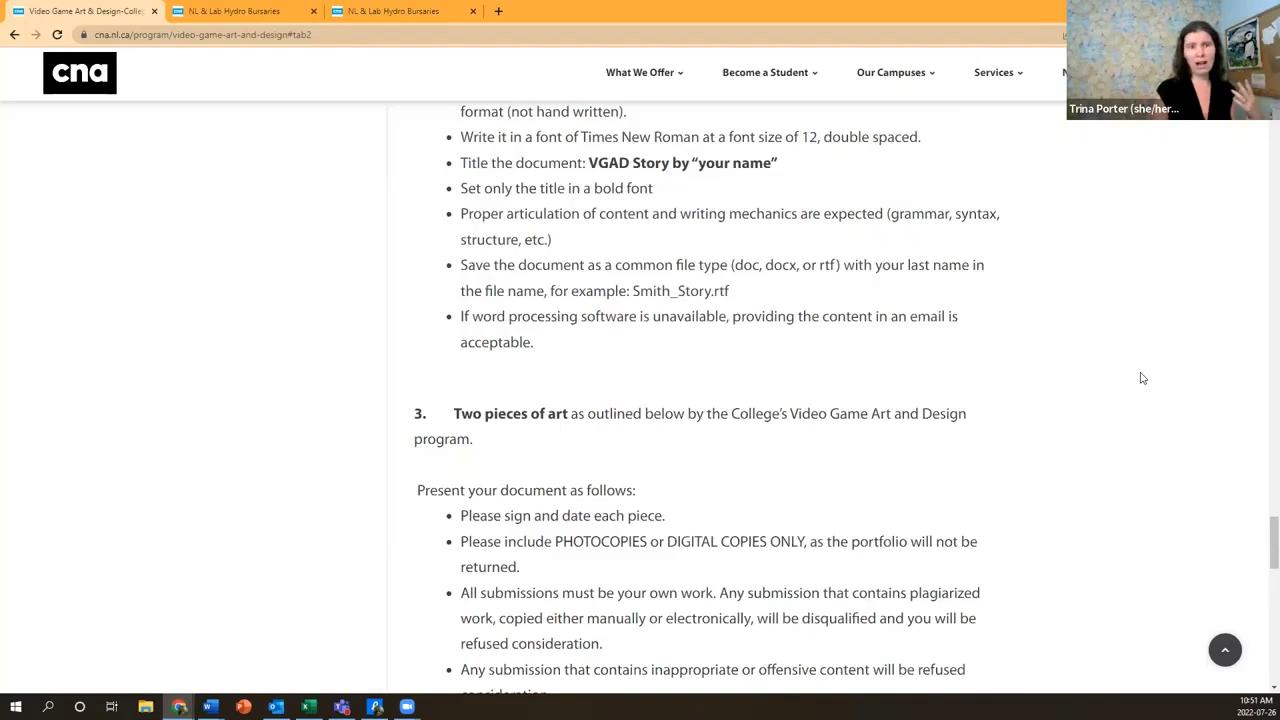 Video Game Art & Design-Colleg
NL & Lab Hydro Bursaries
NL & Lab Hydro Bursaries
cna.nl.ca/program/video-game-art-and-design#tab2
cna
What We Offer
Become a Student
Our Campuses
Services
Trina Porter (she/her...
format (not hand written).
• Write it in a font of Times New Roman at a font size of 12, double spaced.
• Title the document: VGAD Story by “your name”
• Set only the title in a bold font
• Proper articulation of content and writing mechanics are expected (grammar, syntax,
structure, etc.)
• Save the document as a common file type (doc, docx, or rtf) with your last name in
the file name, for example: Smith_Story.rtf
• If word processing software is unavailable, providing the content in an email is
acceptable.
3. Two pieces of art as outlined below by the College’s Video Game Art and Design
program.
Present your document as follows:
• Please sign and date each piece.
• Please include PHOTOCOPIES or DIGITAL COPIES ONLY, as the portfolio will not be
returned.
• All submissions must be your own work. Any submission that contains plagiarized
work, copied either manually or electronically, will be disqualified and you will be
refused consideration.
• Any submission that contains inappropriate or offensive content will be refused
consideration.
10:51 AM
2022-07-26